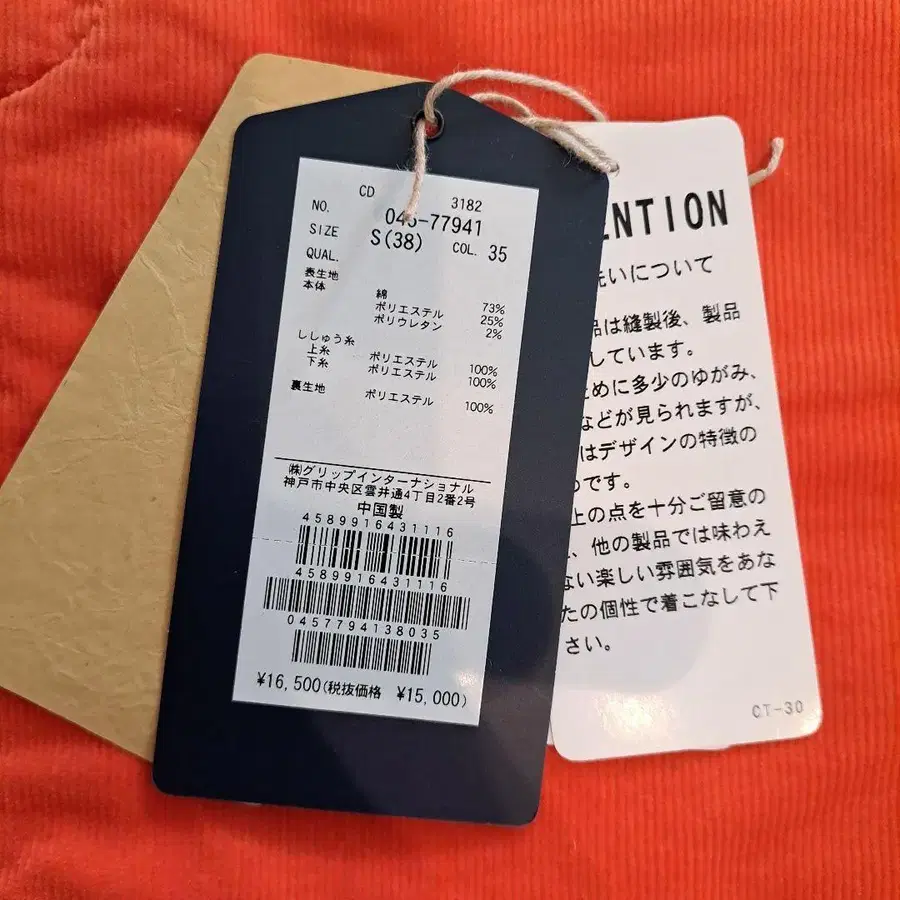 CD 3182
NO. 045-77941
SIZE S(38) COL. 35
QUAL.
表生地
本体 綿 73%
ポリエステル 25%
ポリウレタン 2%
ししゅう糸
上糸 ポリエステル 100%
下糸 ポリエステル 100%
裏生地 ポリエステル 100%
㈱グリップインターナショナル
神戸市中央区雲井通4丁目2番2号
中国製
4589916431116
4589916431116
0457794138035
¥16,500(税抜価格 ¥15,000)
ENTION
洗いについて
品は縫製後、製品
しています。
ために多少のゆがみ、
などが見られますが、
はデザインの特徴の
のです。
上の点を十分ご留意の
、他の製品では味わえ
ない楽しい雰囲気をあな
たの個性で着こなして下
さい。
CT-30